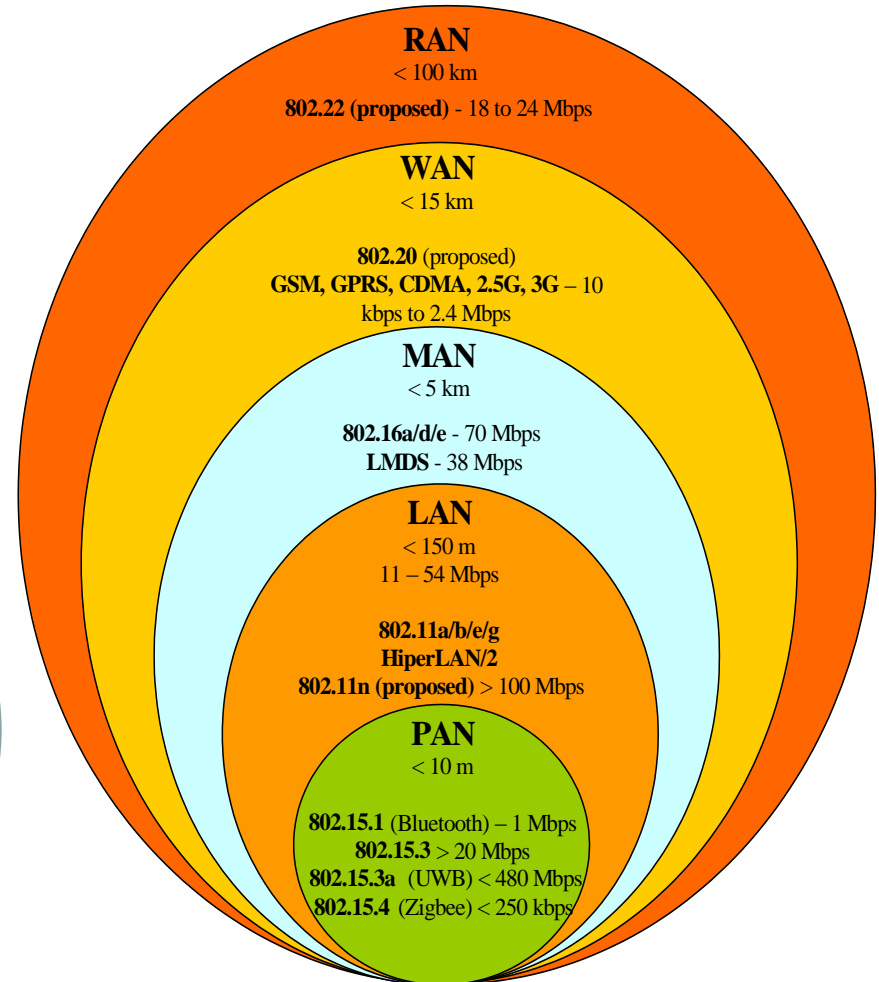 RAN
< 100 km
802.22 (proposed) - 18 to 24 Mbps
WAN
< 15 km
802.20 (proposed)
GSM, GPRS, CDMA, 2.5G, 3G – 10
kbps to 2.4 Mbps
MAN
< 5 km
802.16a/d/e - 70 Mbps
LMDS - 38 Mbps
LAN
< 150 m
11 – 54 Mbps
802.11a/b/e/g
HiperLAN/2
802.11n (proposed) > 100 Mbps
PAN
< 10 m
802.15.1 (Bluetooth) – 1 Mbps
802.15.3 > 20 Mbps
802.15.3a (UWB) < 480 Mbps
802.15.4 (Zigbee) < 250 kbps